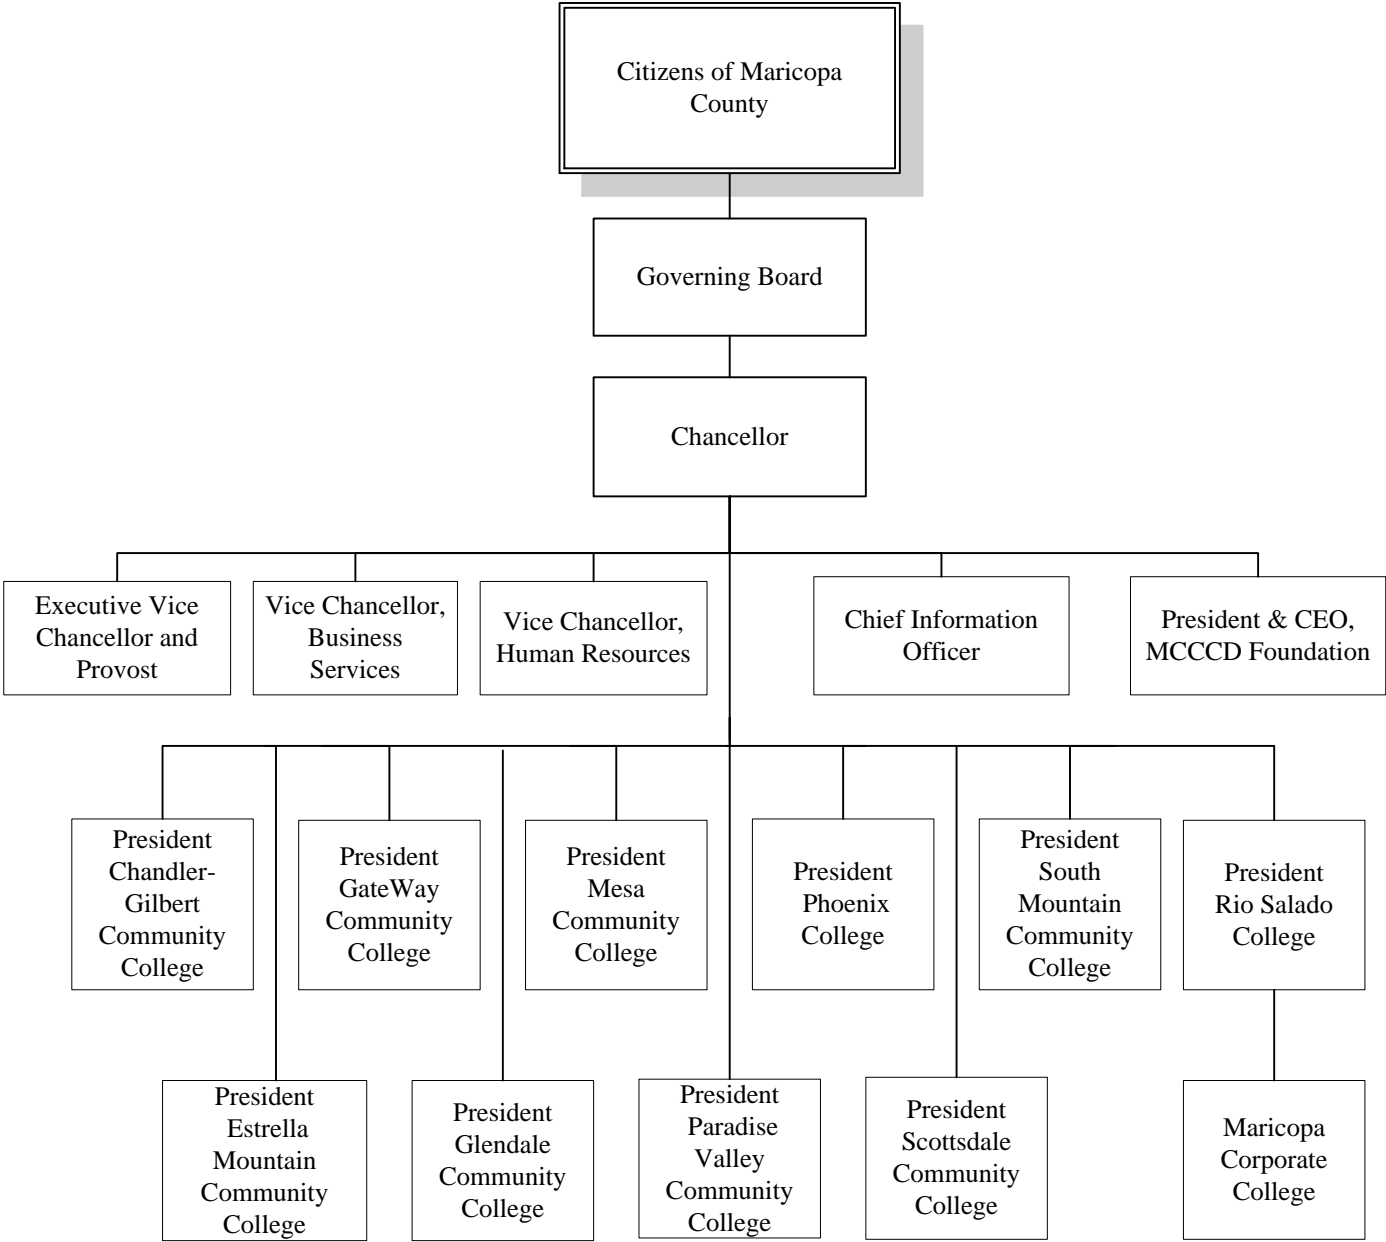 Citizens of Maricopa
County
Governing Board
Chancellor
Executive Vice
Chancellor and
Provost
Vice Chancellor,
Business
Services
Vice Chancellor,
Human Resources
Chief Information
Officer
President & CEO,
MCCCD Foundation
President
Chandler-
Gilbert
Community
College
President
GateWay
Community
College
President
Mesa
Community
College
President
Phoenix
College
President
South
Mountain
Community
College
President
Rio Salado
College
President
Estrella
Mountain
Community
College
President
Glendale
Community
College
President
Paradise
Valley
Community
College
President
Scottsdale
Community
College
Maricopa
Corporate
College